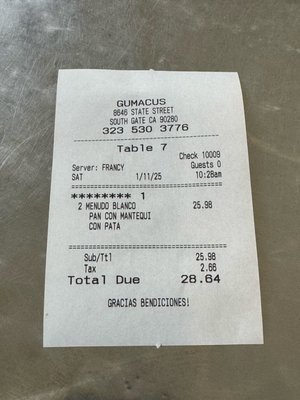 GUMACUS
8646 STATE STREET
SOUTH GATE CA 90280
323 530 3776
Table 7
Check 10009
Server: FRANCY Guests 0
SAT 1/11/25 10:28am
******** 1
2 MENUDO BLANCO 25.98
PAN CON MANTEQUI
CON PATA
Sub/Ttl 25.98
Tax 2.66
Total Due 28.64
GRACIAS BENDICIONES!